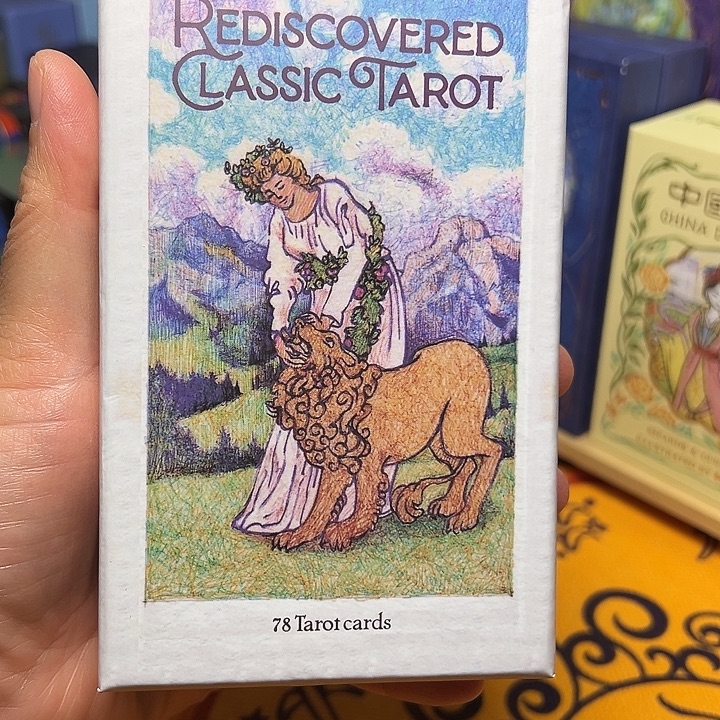 REDISCOVERED
CLASSIC TAROT
78 Tarot cards
中
CHINA